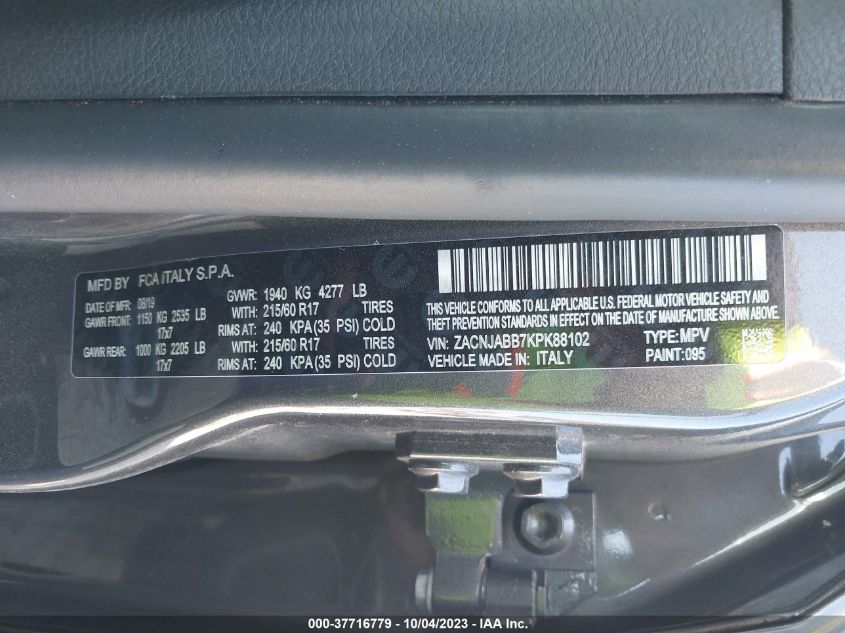 MFD BY FCA iTALY S.P.A.
DATE OF MFR: 08/19 GVWR: 1940 KG 4277 LB
GAWR FRONT: 1150 KG 2535 LB WITH: 215/60 R17 TIRES
17x7 RIMS AT: 240 KPA(35 PSI) COLD
GAWR REAR: 1000 KG 2205 LB WITH: 215/60 R17 TIRES
17x7 RIMS AT: 240 KPA(35 PSI) COLD
THIS VEHICLE CONFORMS TO ALL APPLICABLE U.S. FEDERAL MOTOR VEHICLE SAFETY AND
THEFT PREVENTION STANDARDS IN EFFECT ON THE DATE OF MANUFACTURE SHOWN ABOVE.
VIN: ZACNJABB7KPK88102 TYPE: MPV
VEHICLE MADE IN: ITALY PAINT: 095
000-37716779 - 10/04/2023 - IAA Inc.